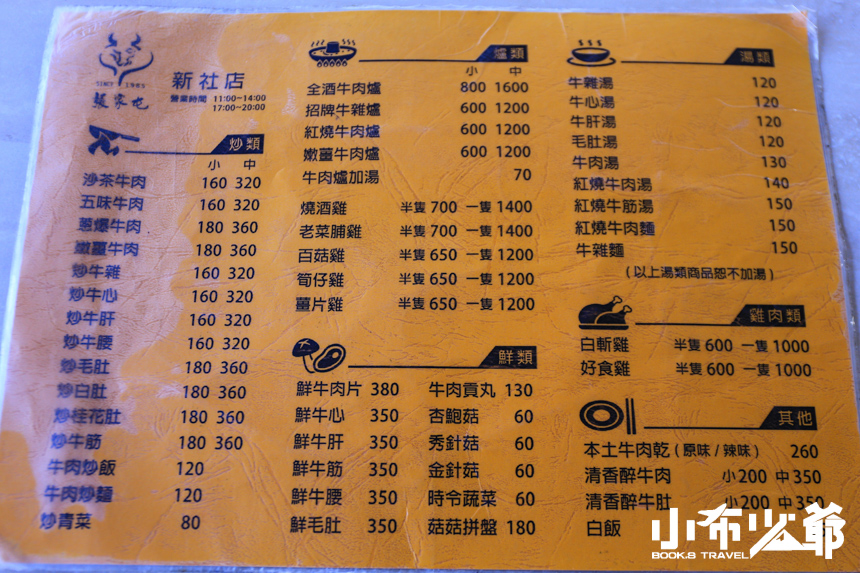 SINCE 1985
張家屯
新社店
營業時間 11:00~14:00
17:00~20:00
炒類
小 中
沙茶牛肉 160 320
五味牛肉 160 320
蔥爆牛肉 180 360
嫩薑牛肉 180 360
炒牛雜 160 320
炒牛心 160 320
炒牛肝 160 320
炒牛腰 160 320
炒毛肚 180 360
炒白肚 180 360
炒桂花肚 180 360
炒牛筋 180 360
牛肉炒飯 120
牛肉炒麵 120
炒青菜 80
爐類
小 中
全酒牛肉爐 800 1600
招牌牛雜爐 600 1200
紅燒牛肉爐 600 1200
嫩薑牛肉爐 600 1200
牛肉爐加湯 70
燒酒雞 半隻 700 一隻 1400
老菜脯雞 半隻 700 一隻 1400
百菇雞 半隻 650 一隻 1200
筍仔雞 半隻 650 一隻 1200
薑片雞 半隻 650 一隻 1200
鮮類
鮮牛肉片 380
鮮牛心 350
鮮牛肝 350
鮮牛筋 350
鮮牛腰 350
鮮毛肚 350
牛肉貢丸 130
杏鮑菇 60
秀針菇 60
金針菇 60
時令蔬菜 60
菇菇拼盤 180
湯類
牛雜湯 120
牛心湯 120
牛肝湯 120
毛肚湯 120
牛肉湯 130
紅燒牛肉湯 140
紅燒牛筋湯 150
紅燒牛肉麵 150
牛雜麵 150
(以上湯類商品恕不加湯)
雞肉類
白斬雞 半隻 600 一隻 1000
好食雞 半隻 600 一隻 1000
其他
本土牛肉乾(原味/辣味) 260
清香醉牛肉 小 200 中 350
清香醉牛肚 小 200 中 350
白飯
小布少爺
BOOK.B TRAVEL